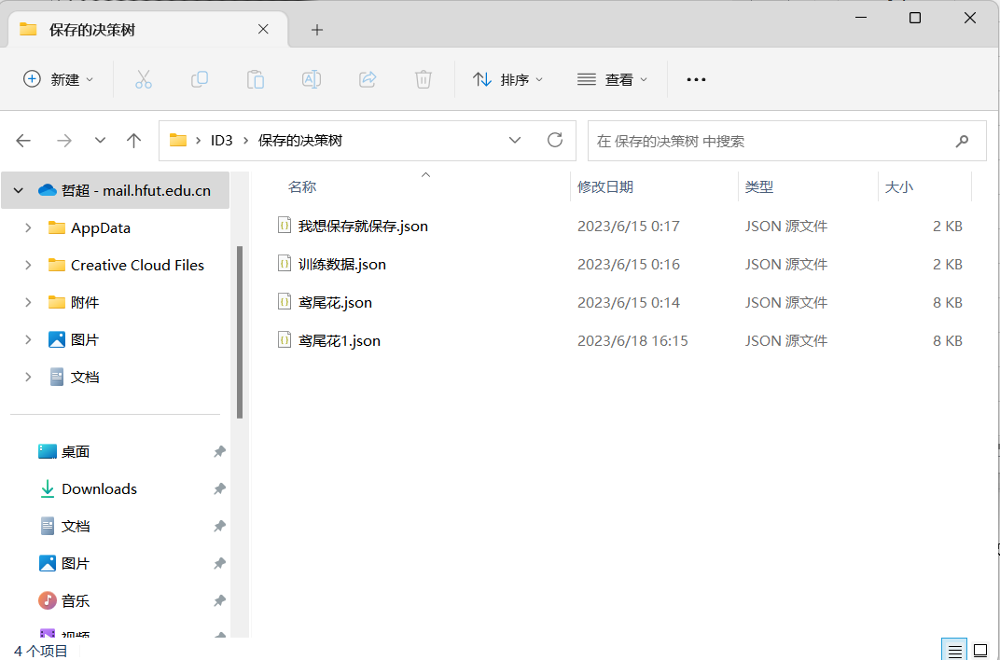 保存的决策树
新建
排序
查看
ID3
保存的决策树
在 保存的决策树 中搜索
哲超 - mail.hfut.edu.cn
AppData
Creative Cloud Files
附件
图片
文档
桌面
Downloads
文档
图片
音乐
视频
名称 修改日期 类型 大小
我想保存就保存.json 2023/6/15 0:17 JSON 源文件 2 KB
训练数据.json 2023/6/15 0:16 JSON 源文件 2 KB
鸢尾花.json 2023/6/15 0:14 JSON 源文件 8 KB
鸢尾花1.json 2023/6/18 16:15 JSON 源文件 8 KB
4 个项目